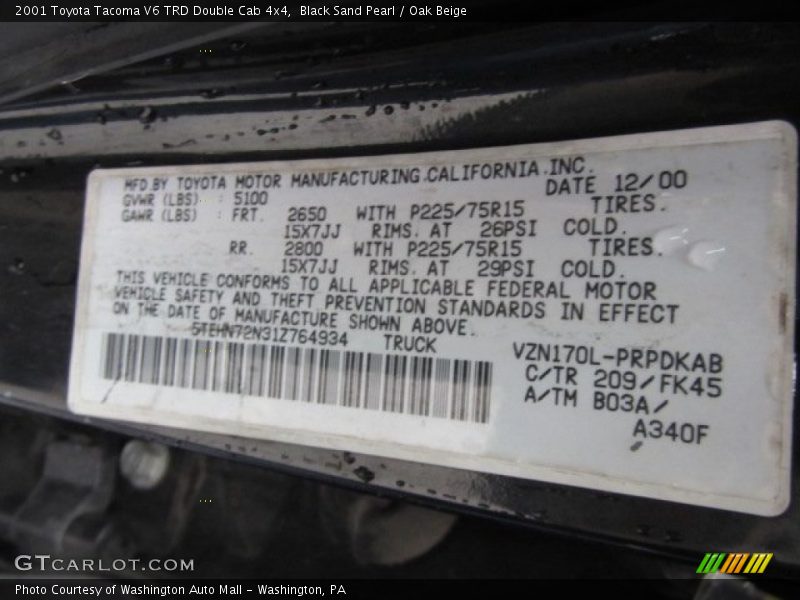 2001 Toyota Tacoma V6 TRD Double Cab 4x4,  Black Sand Pearl / Oak Beige
MFD.BY TOYOTA MOTOR MANUFACTURING.CALIFORNIA.INC.
DATE 12/00
GVWR (LBS) : 5100
GAWR (LBS) : FRT. 2650 WITH P225/75R15 TIRES.
15X7JJ RIMS. AT 26PSI COLD.
RR. 2800 WITH P225/75R15 TIRES.
15X7JJ RIMS. AT 29PSI COLD.
THIS VEHICLE CONFORMS TO ALL APPLICABLE FEDERAL MOTOR
VEHICLE SAFETY AND THEFT PREVENTION STANDARDS IN EFFECT
ON THE DATE OF MANUFACTURE SHOWN ABOVE.
5TEHN72N31Z764934 TRUCK
VZN170L-PRPDKAB
C/TR 209/FK45
A/TM B03A/
A340F
GTCARLOT.COM
Photo Courtesy of Washington Auto Mall - Washington, PA